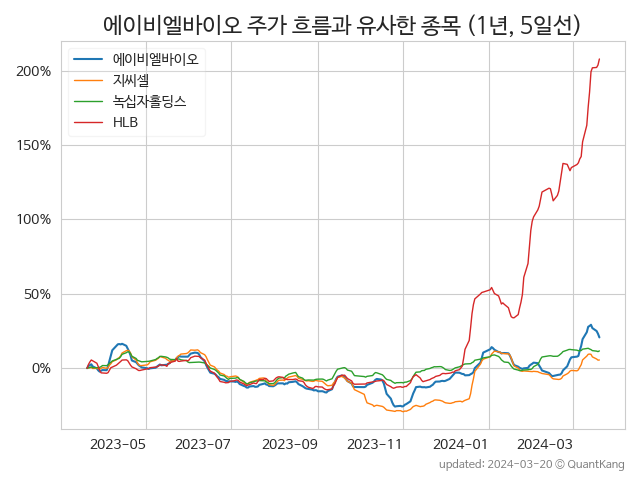 에이비엘바이오 주가 흐름과 유사한 종목 (1년, 5일선)
에이비엘바이오
지씨셀
녹십자홀딩스
HLB
200%
150%
100%
50%
0%
2023-05 2023-07 2023-09 2023-11 2024-01 2024-03
updated: 2024-03-20 © QuantKang